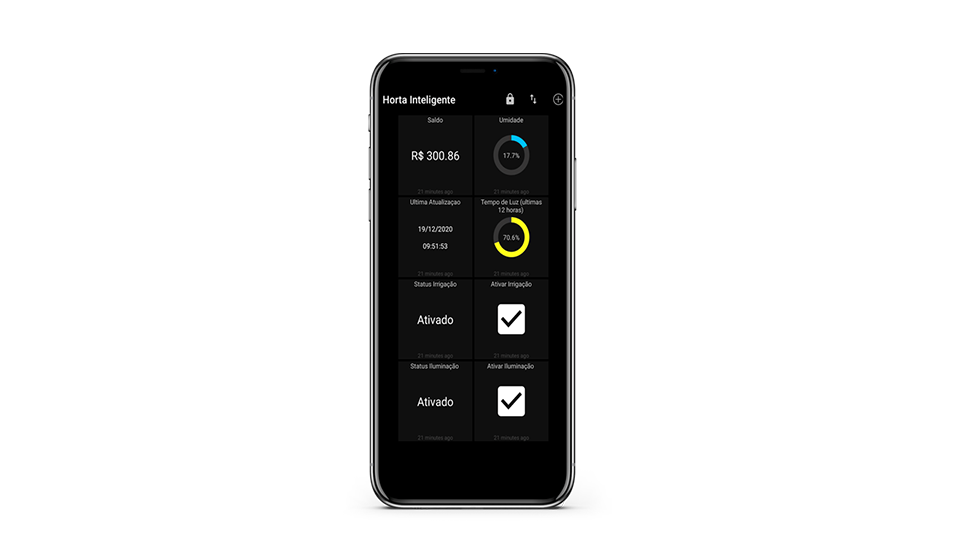 Horta Inteligente
Saldo
R$ 300.86
21 minutes ago
Umidade
17.7%
21 minutes ago
Ultima Atualizaçao
19/12/2020
09:51:53
21 minutes ago
Tempo de Luz (ultimas
12 horas)
70.6%
21 minutes ago
Status Irrigação
Ativado
21 minutes ago
Ativar Irrigação
21 minutes ago
Status Iluminação
Ativado
21 minutes ago
Ativar Iluminação
21 minutes ago